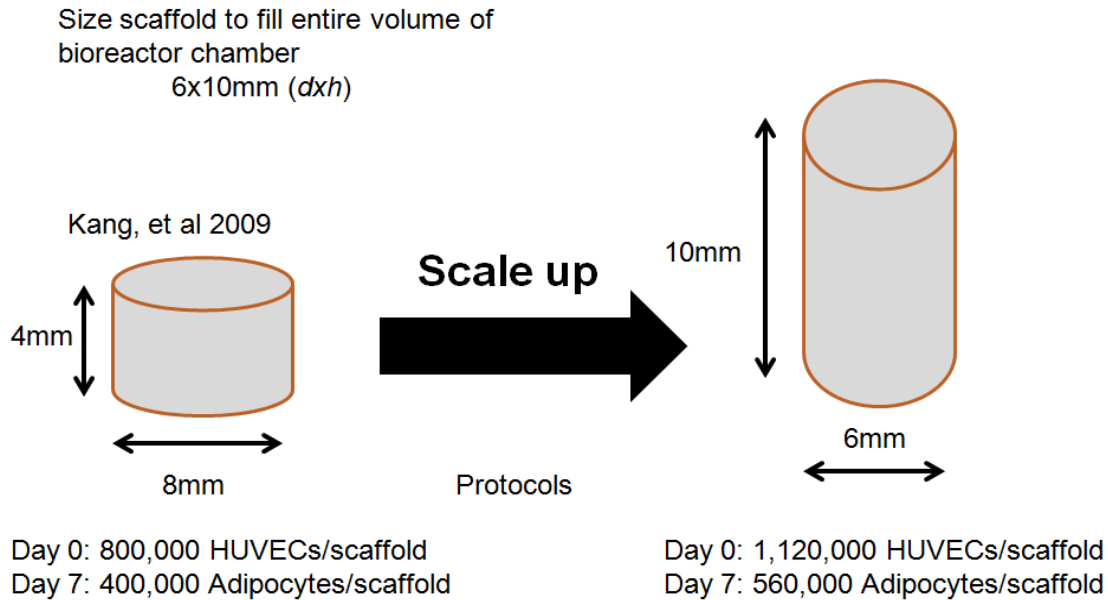 Size scaffold to fill entire volume of
bioreactor chamber
6x10mm (dxh)
Kang, et al 2009
4mm
8mm
Scale up
Protocols
10mm
6mm
Day 0: 800,000 HUVECs/scaffold
Day 7: 400,000 Adipocytes/scaffold
Day 0: 1,120,000 HUVECs/scaffold
Day 7: 560,000 Adipocytes/scaffold